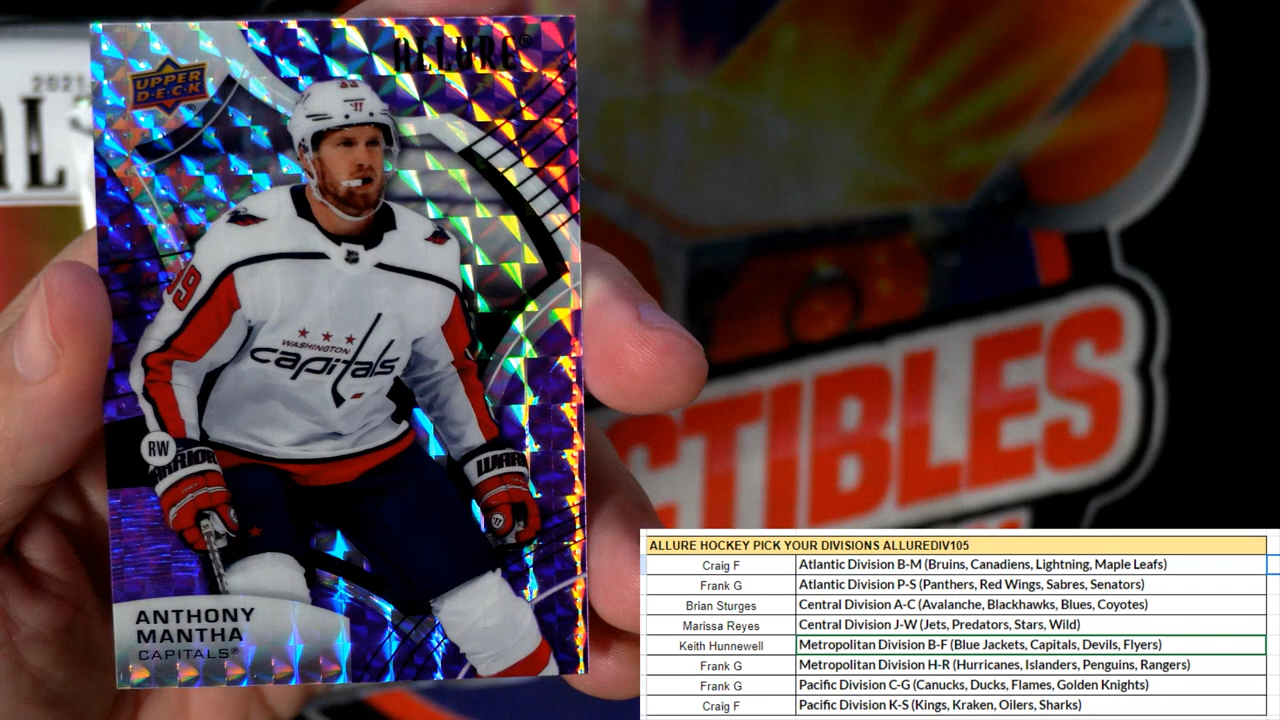 2021
AL
ALLURE®
UPPER
D·E·C·K
®
39
WASHINGTON
capitals
RW
WARRIOR
WARR
ANTHONY
MANTHA
CAPITALS®
CTIBLES
ALLURE HOCKEY PICK YOUR DIVISIONS ALLUREDIV105
Craig F Atlantic Division B-M (Bruins, Canadiens, Lightning, Maple Leafs)
Frank G Atlantic Division P-S (Panthers, Red Wings, Sabres, Senators)
Brian Sturges Central Division A-C (Avalanche, Blackhawks, Blues, Coyotes)
Marissa Reyes Central Division J-W (Jets, Predators, Stars, Wild)
Keith Hunnewell Metropolitan Division B-F (Blue Jackets, Capitals, Devils, Flyers)
Frank G Metropolitan Division H-R (Hurricanes, Islanders, Penguins, Rangers)
Frank G Pacific Division C-G (Canucks, Ducks, Flames, Golden Knights)
Craig F Pacific Division K-S (Kings, Kraken, Oilers, Sharks)